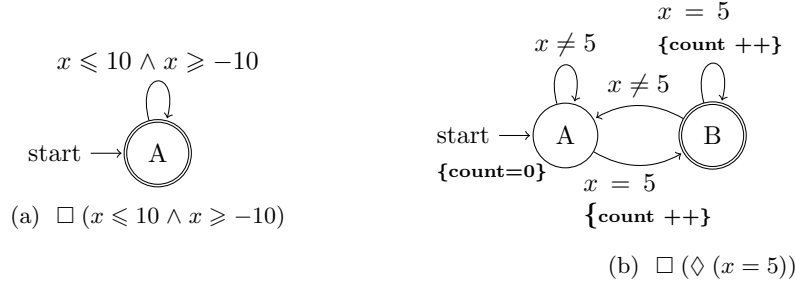 x ⩽ 10 ∧ x ⩾ −10
start
A
(a) □ (x ⩽ 10 ∧ x ⩾ −10)
x = 5
{count ++}
x ≠ 5
x ≠ 5
start
A
B
{count=0}
x = 5
{count ++}
(b) □ (◊ (x = 5))